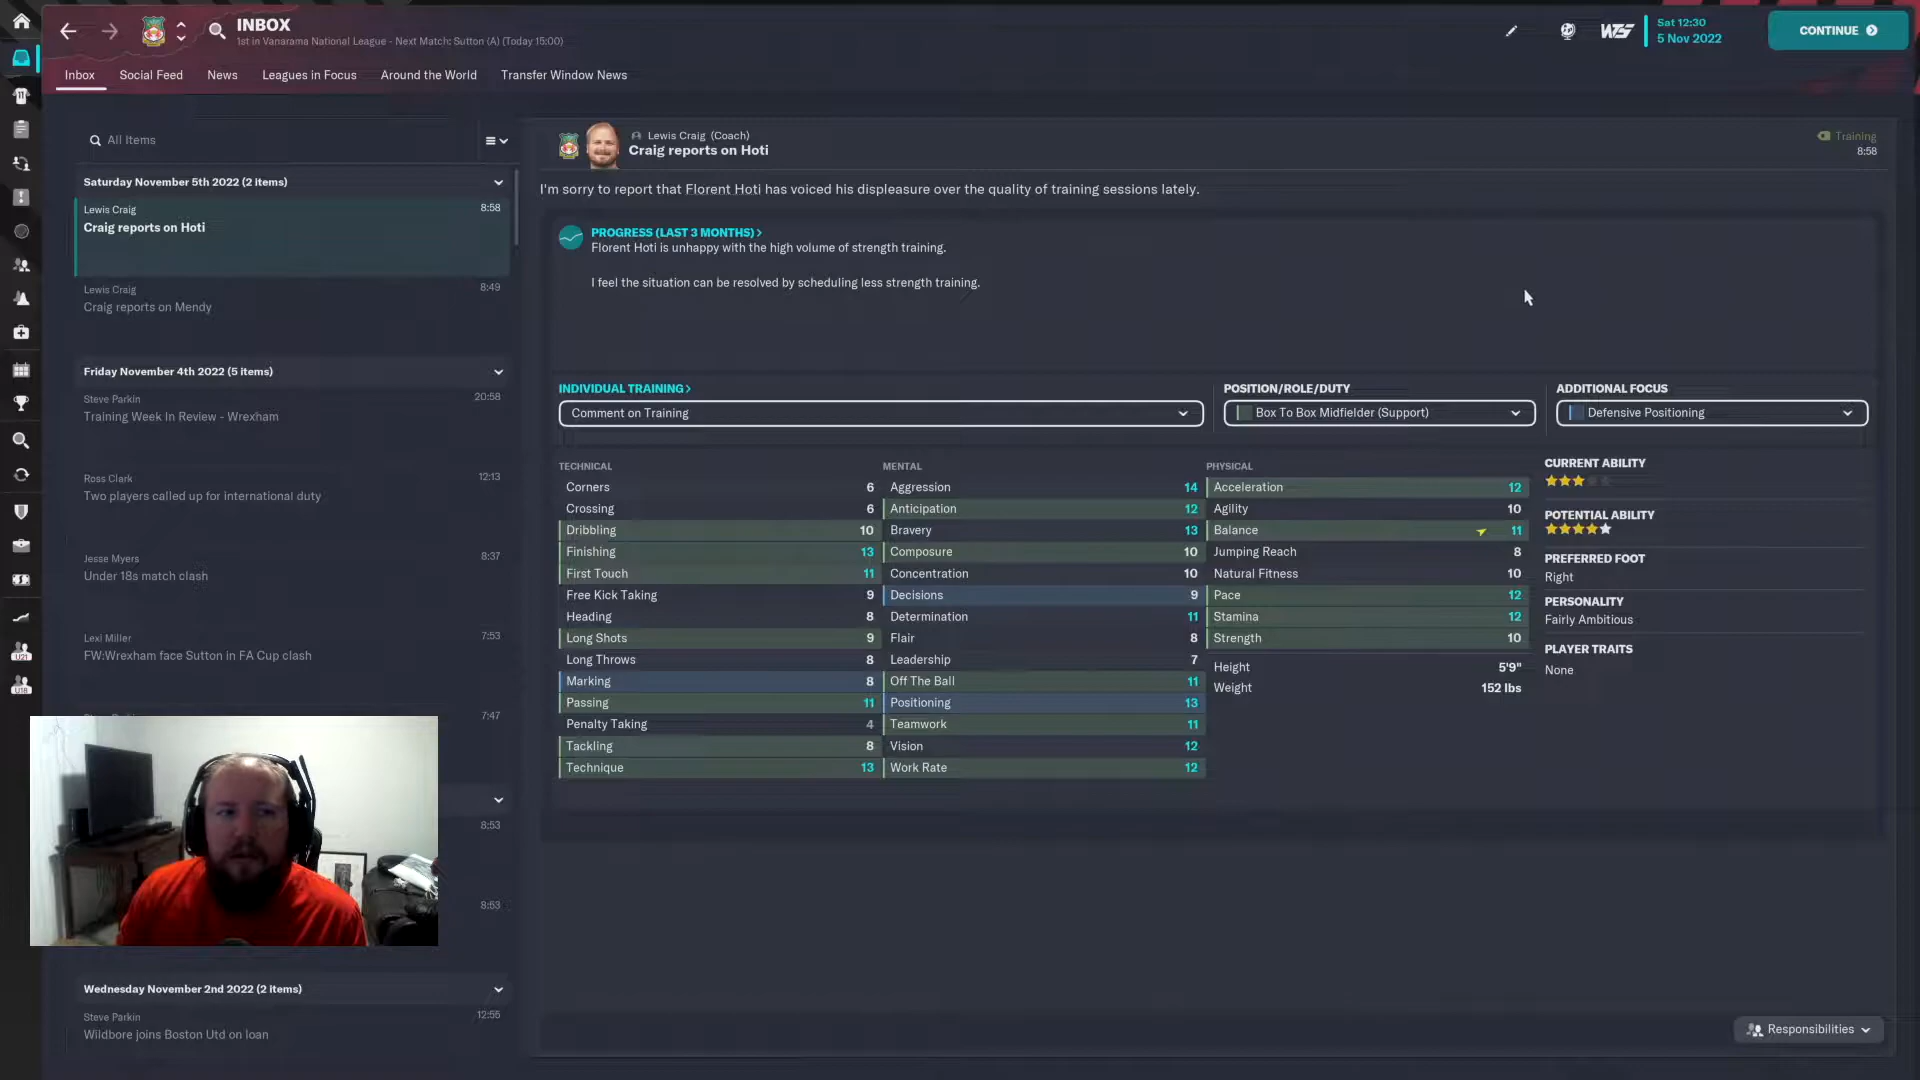 INBOX
1st in Vanarama National League - Next Match: Sutton (A) (Today 15:00)
Sat 12:30
5 Nov 2022
CONTINUE
Inbox Social Feed News Leagues in Focus Around the World Transfer Window News
All Items
Saturday November 5th 2022 (2 items)
Lewis Craig 8:58
Craig reports on Hoti
Lewis Craig 8:49
Craig reports on Mendy
Friday November 4th 2022 (5 items)
Steve Parkin 20:58
Training Week In Review - Wrexham
Ross Clark 12:13
Two players called up for international duty
Jesse Myers 8:37
Under 18s match clash
Lexi Miller 7:53
FW:Wrexham face Sutton in FA Cup clash
7:47
8:53
8:53
Wednesday November 2nd 2022 (2 items)
Steve Parkin 12:55
Wildbore joins Boston Utd on loan
Lewis Craig (Coach)
Craig reports on Hoti
Training
8:58
I'm sorry to report that Florent Hoti has voiced his displeasure over the quality of training sessions lately.
PROGRESS (LAST 3 MONTHS) >
Florent Hoti is unhappy with the high volume of strength training.
I feel the situation can be resolved by scheduling less strength training.
INDIVIDUAL TRAINING > POSITION/ROLE/DUTY ADDITIONAL FOCUS
Comment on Training Box To Box Midfielder (Support) Defensive Positioning
TECHNICAL
Corners 6
Crossing 6
Dribbling 10
Finishing 13
First Touch 11
Free Kick Taking 9
Heading 8
Long Shots 9
Long Throws 8
Marking 8
Passing 11
Penalty Taking 4
Tackling 8
Technique 13
MENTAL
Aggression 14
Anticipation 12
Bravery 13
Composure 10
Concentration 10
Decisions 9
Determination 11
Flair 8
Leadership 7
Off The Ball 11
Positioning 13
Teamwork 11
Vision 12
Work Rate 12
PHYSICAL
Acceleration 12
Agility 10
Balance 11
Jumping Reach 8
Natural Fitness 10
Pace 12
Stamina 12
Strength 10
Height 5'9"
Weight 152 lbs
CURRENT ABILITY
POTENTIAL ABILITY
PREFERRED FOOT
Right
PERSONALITY
Fairly Ambitious
PLAYER TRAITS
None
Responsibilities